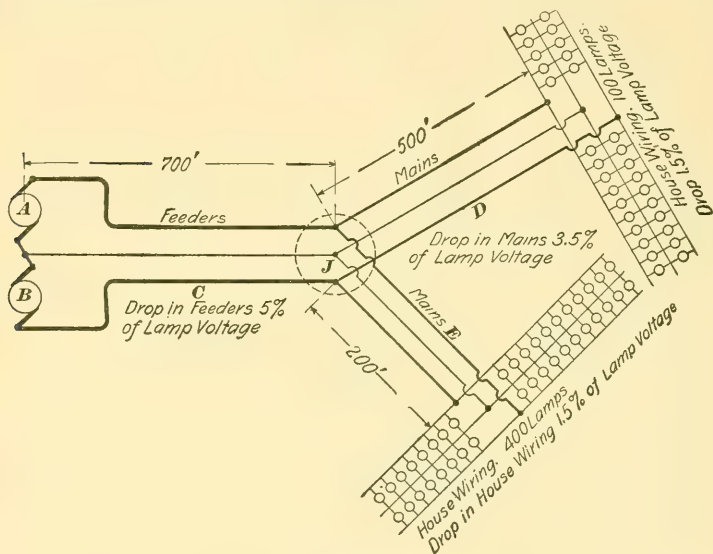 700'
A
B
Feeders
J
C
Drop in Feeders 5%
of Lamp Voltage
500'
Mains
D
Drop in Mains 3.5%
of Lamp Voltage
House Wiring. 100 Lamps.
Drop 1.5% of Lamp Voltage.
Mains E
200'
House Wiring. 400 Lamps
Drop in House Wiring 1.5% of Lamp Voltage